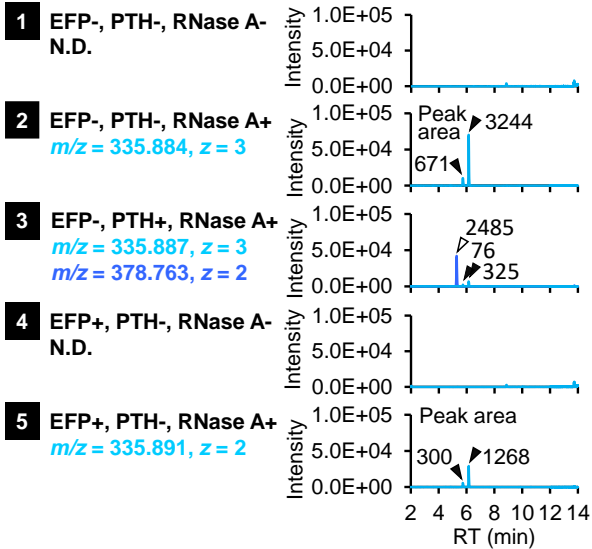 1 EFP-, PTH-, RNase A-
N.D.
Intensity
1.0E+05
5.0E+04
0.0E+00
2 EFP-, PTH-, RNase A+
m/z = 335.884, z = 3
Intensity
1.0E+05
5.0E+04
0.0E+00
Peak
area
3244
671
3 EFP-, PTH+, RNase A+
m/z = 335.887, z = 3
m/z = 378.763, z = 2
Intensity
1.0E+05
5.0E+04
0.0E+00
2485
76
325
4 EFP+, PTH-, RNase A-
N.D.
Intensity
1.0E+05
5.0E+04
0.0E+00
5 EFP+, PTH-, RNase A+
m/z = 335.891, z = 2
Intensity
1.0E+05
5.0E+04
0.0E+00
Peak area
300
1268
2 4 6 8 10 12 14
RT (min)